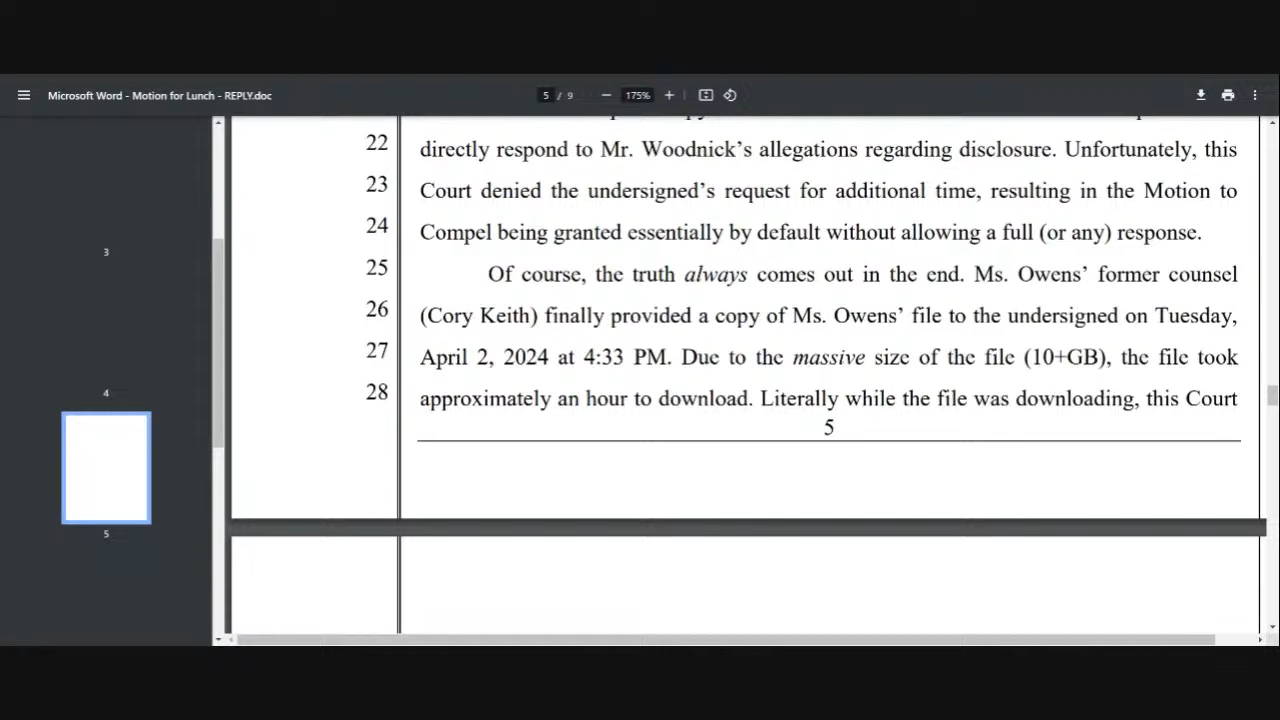 Microsoft Word - Motion for Lunch - REPLY.doc
5 / 9
175%
3
4
5
22 directly respond to Mr. Woodnick’s allegations regarding disclosure. Unfortunately, this
23 Court denied the undersigned’s request for additional time, resulting in the Motion to
24 Compel being granted essentially by default without allowing a full (or any) response.
25 Of course, the truth always comes out in the end. Ms. Owens’ former counsel
26 (Cory Keith) finally provided a copy of Ms. Owens’ file to the undersigned on Tuesday,
27 April 2, 2024 at 4:33 PM. Due to the massive size of the file (10+GB), the file took
28 approximately an hour to download. Literally while the file was downloading, this Court
5